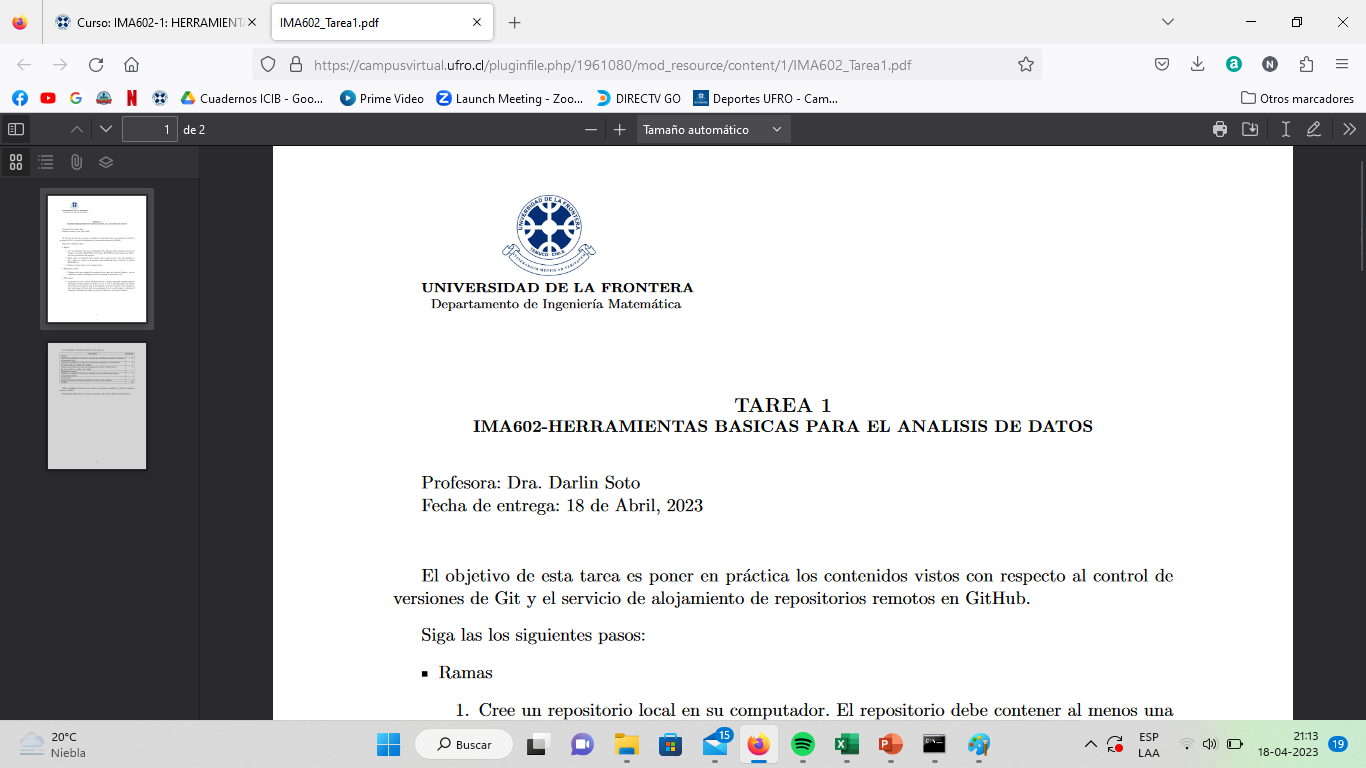 Curso: IMA602-1: HERRAMIENTA
IMA602_Tarea1.pdf
https://campusvirtual.ufro.cl/pluginfile.php/1961080/mod_resource/content/1/IMA602_Tarea1.pdf
Cuadernos ICIB - Goo...
Prime Video
Launch Meeting - Zoo...
DIRECTV GO
Deportes UFRO - Cam...
Otros marcadores
1 de 2
Tamaño automático
UNIVERSIDAD DE LA FRONTERA
TEMUCO - CHILE
UNIVERSIDAD DE LA FRONTERA
Departamento de Ingeniería Matemática
TAREA 1
IMA602-HERRAMIENTAS BASICAS PARA EL ANALISIS DE DATOS
Profesora: Dra. Darlin Soto
Fecha de entrega: 18 de Abril, 2023
El objetivo de esta tarea es poner en práctica los contenidos vistos con respecto al control de
versiones de Git y el servicio de alojamiento de repositorios remotos en GitHub.
Siga las los siguientes pasos:
▪ Ramas
1. Cree un repositorio local en su computador. El repositorio debe contener al menos una
20°C
Niebla
Buscar
15
ESP
LAA
21:13
18-04-2023
19